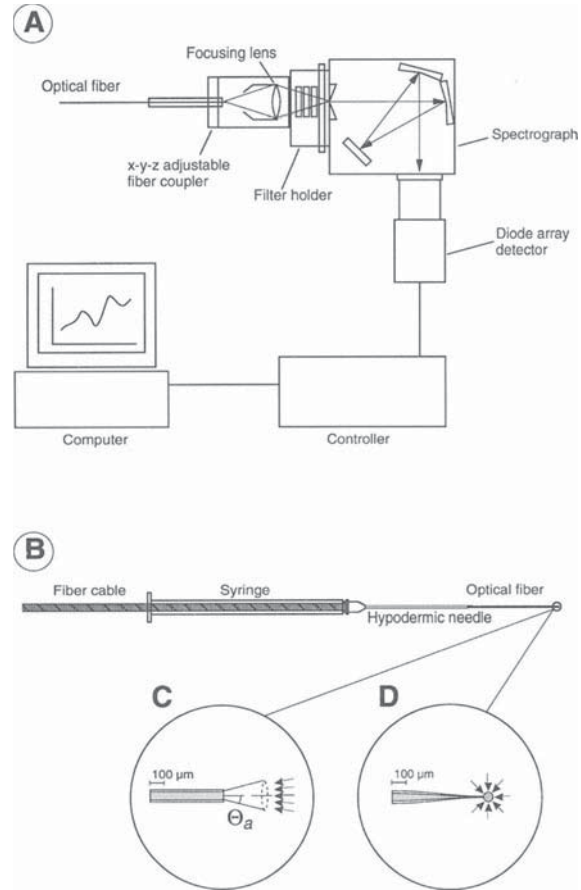 A
Focusing lens
Optical fiber
Spectrograph
x-y-z adjustable
fiber coupler
Filter holder
Diode array
detector
Computer
Controller
B
Fiber cable
Syringe
Optical fiber
Hypodermic needle
C
D
100 µm
Θa
100 µm